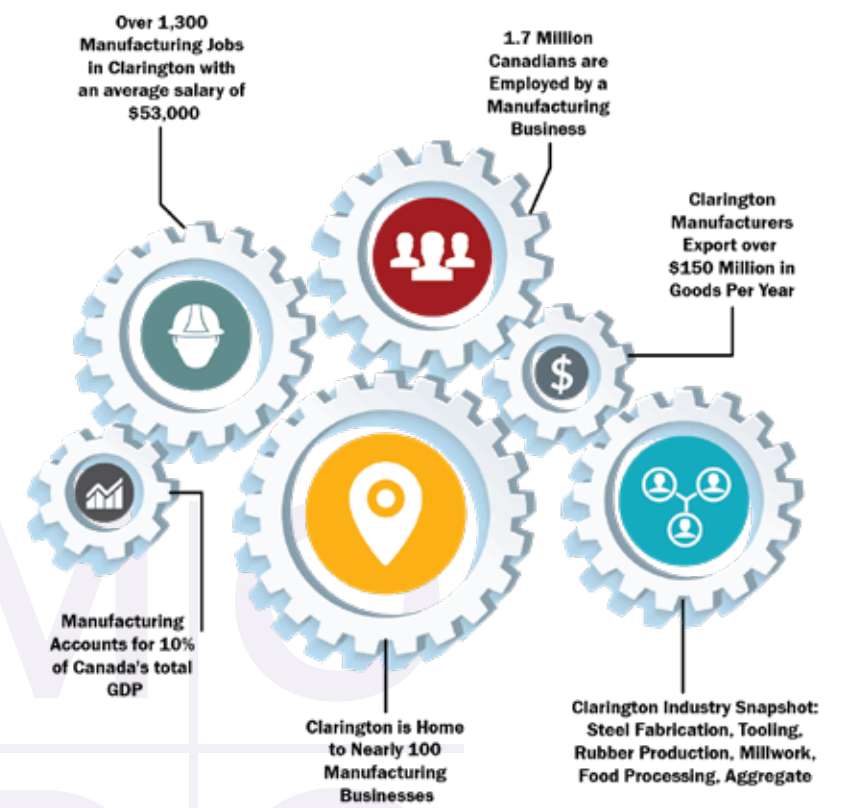 Over 1,300
Manufacturing Jobs
in Clarington with
an average salary of
$53,000
1.7 Million
Canadians are
Employed by a
Manufacturing
Business
Clarington
Manufacturers
Export over
$150 Million in
Goods Per Year
$
Manufacturing
Accounts for 10%
of Canada's total
GDP
Clarington is Home
to Nearly 100
Manufacturing
Businesses
Clarington Industry Snapshot:
Steel Fabrication, Tooling,
Rubber Production, Millwork,
Food Processing, Aggregate